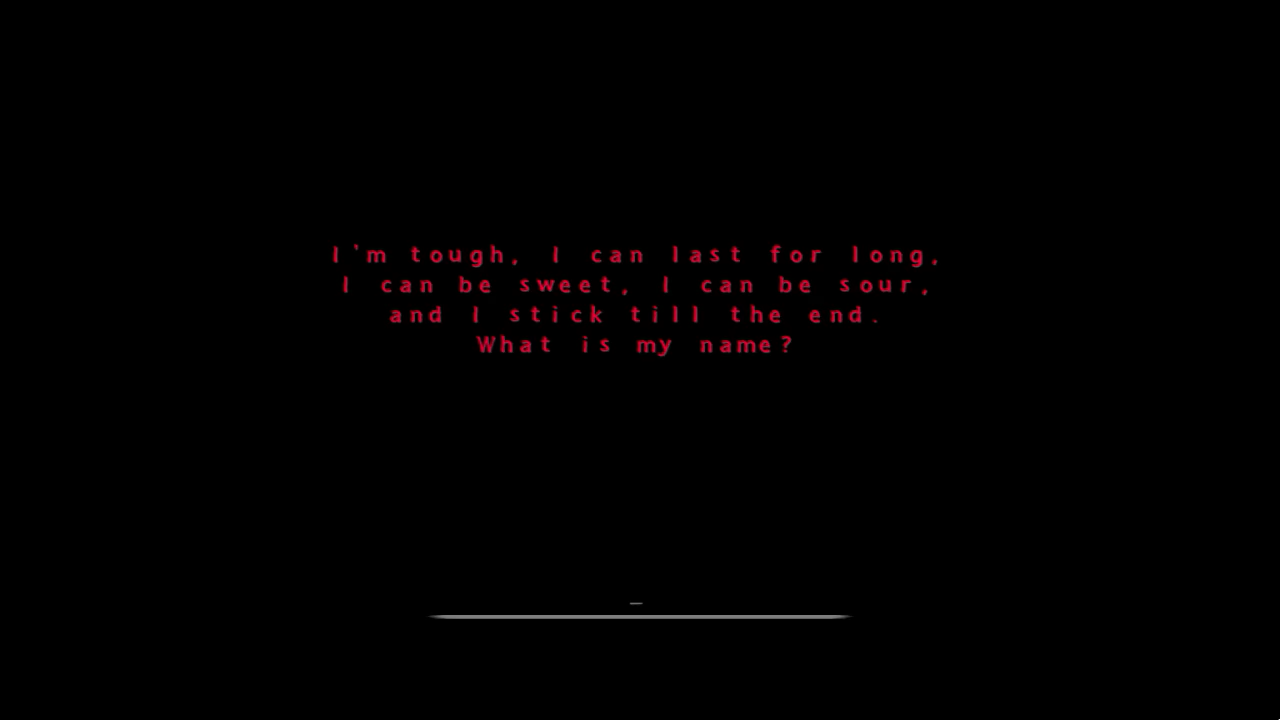 I'm tough, I can last for long,
I can be sweet, I can be sour,
and I stick till the end.
What is my name?
_